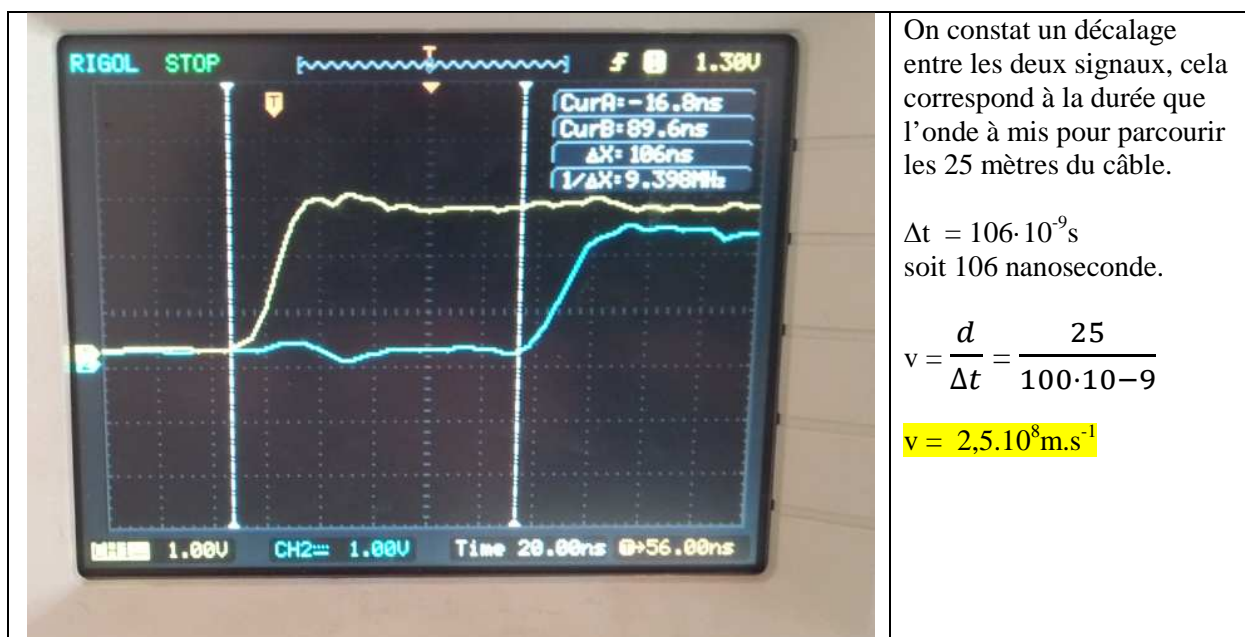 RIGOL STOP 1.30V
T
T
CurA=-16.8ns
CurB=89.6ns
ΔX=106ns
1/ΔX=9.398MHz
1.00V CH2 1.00V Time 20.00ns 56.00ns
On constat un décalage
entre les deux signaux, cela
correspond à la durée que
l’onde à mis pour parcourir
les 25 mètres du câble.
Δt = 106·10⁻⁹s
soit 106 nanoseconde.
v = d/Δt = 25/100·10−9
v = 2,5.10⁸m.s⁻¹